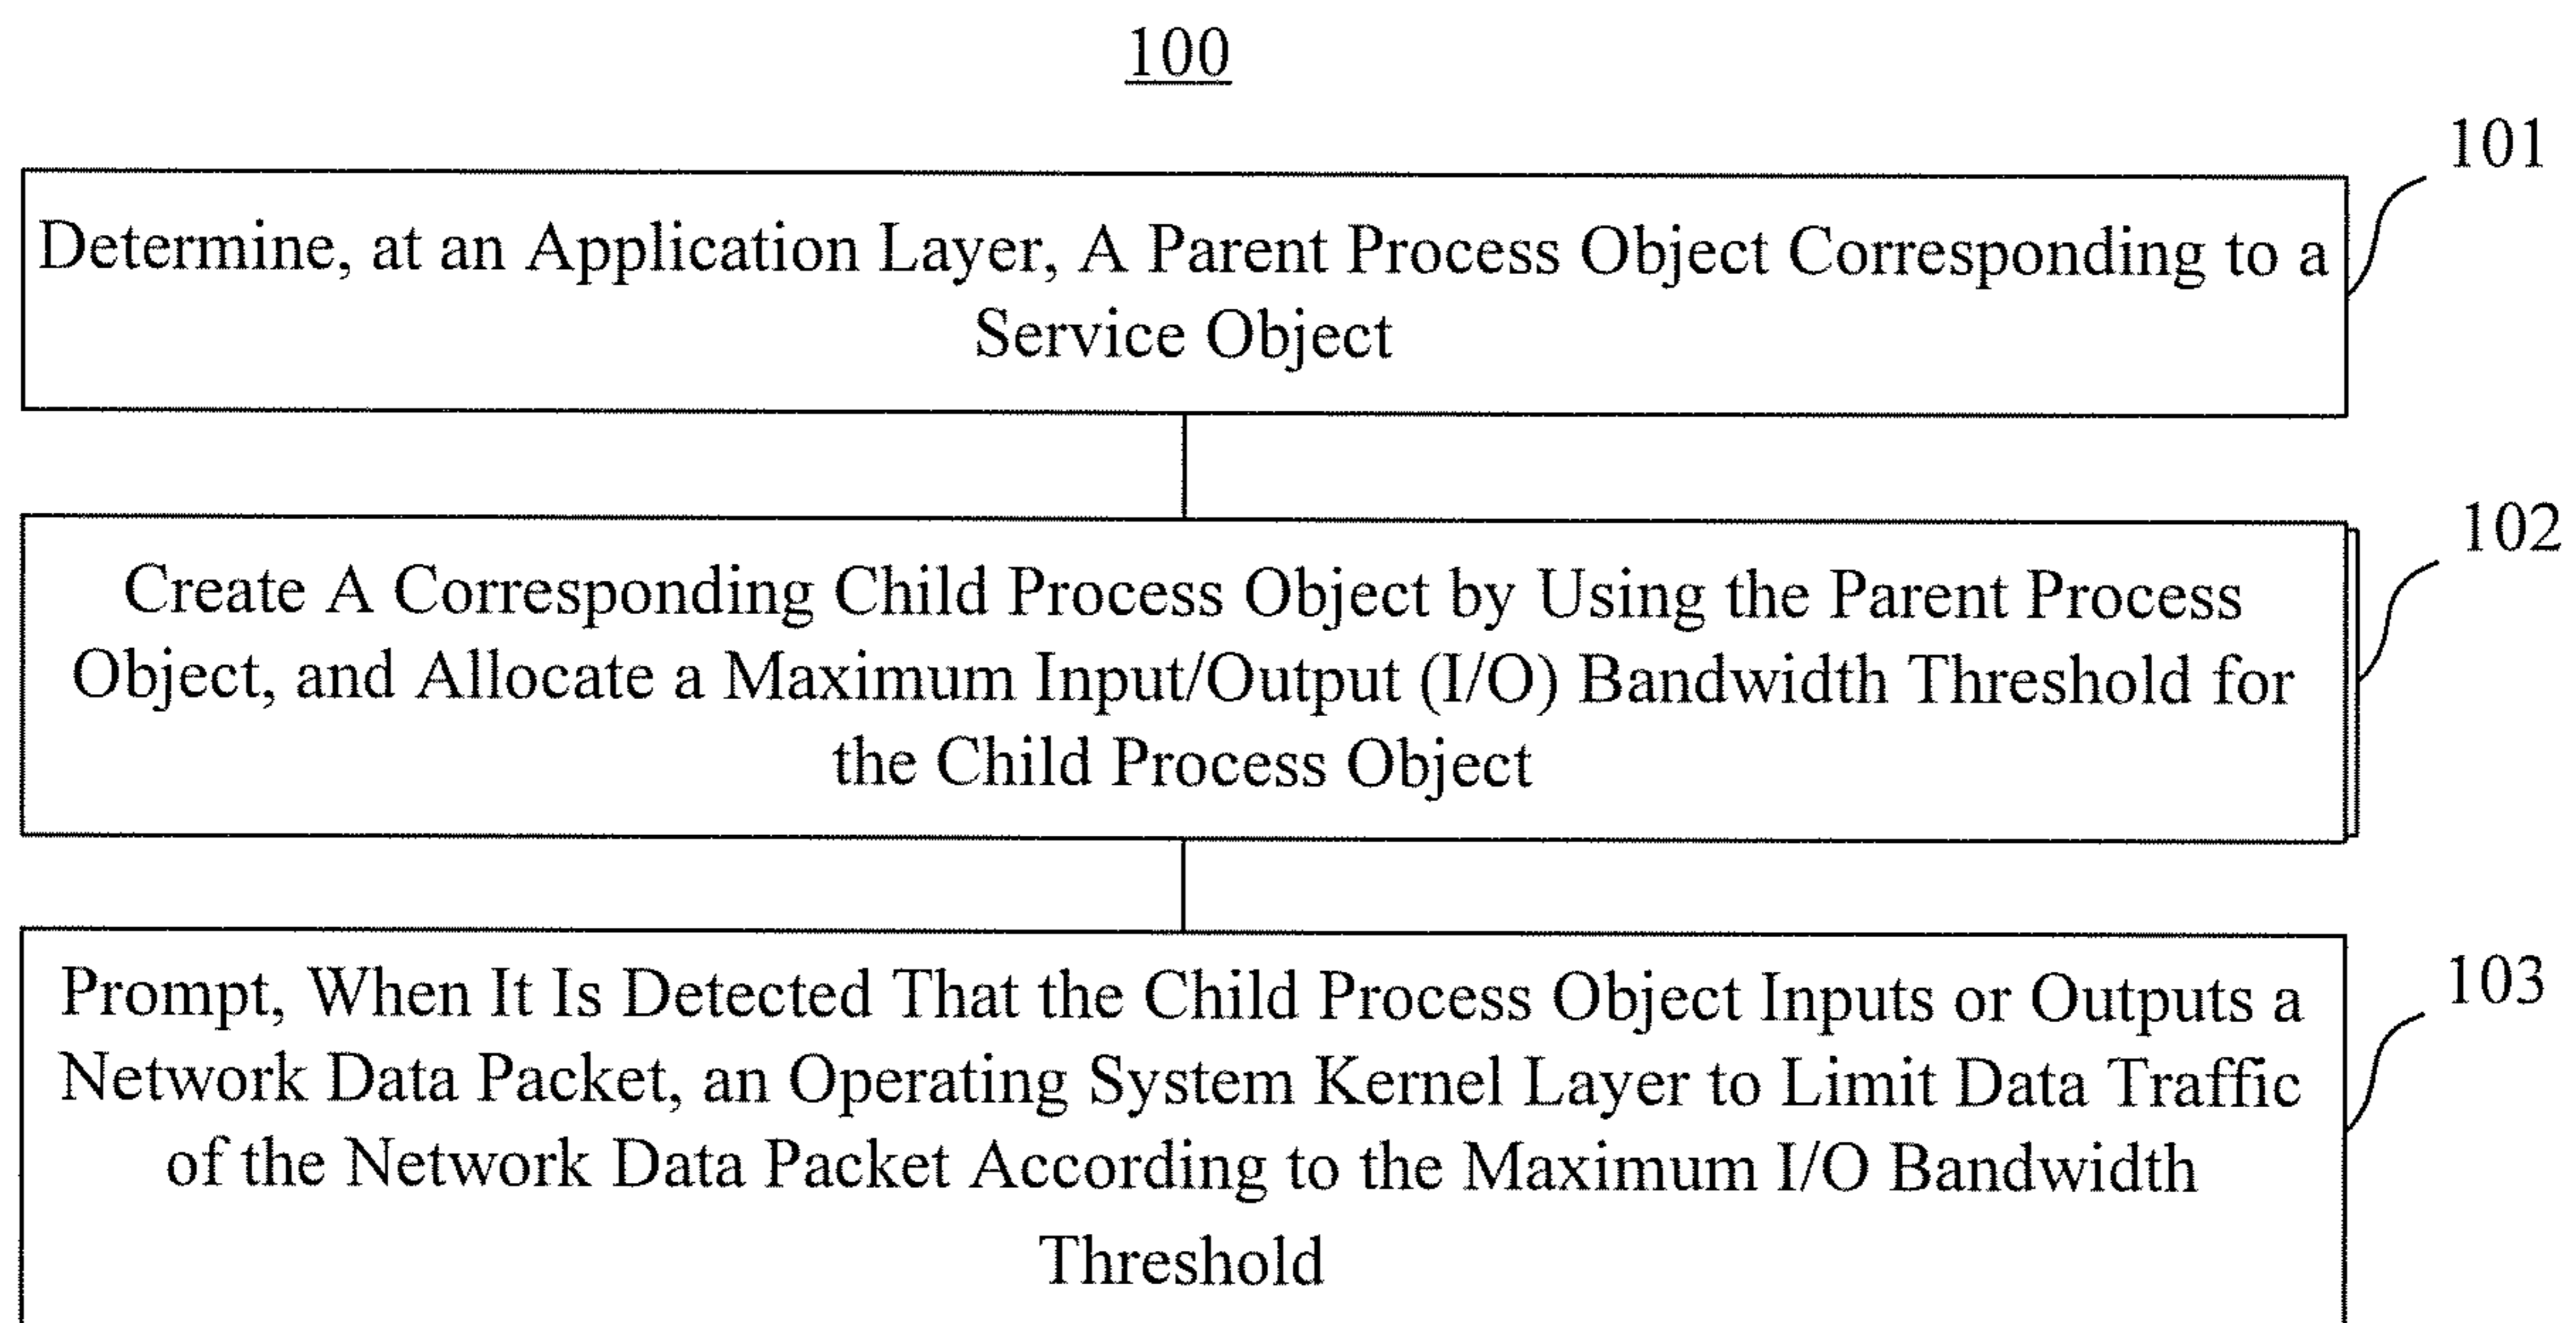 100
101
Determine, at an Application Layer, A Parent Process Object Corresponding to a
Service Object
102
Create A Corresponding Child Process Object by Using the Parent Process
Object, and Allocate a Maximum Input/Output (I/O) Bandwidth Threshold for
the Child Process Object
103
Prompt, When It Is Detected That the Child Process Object Inputs or Outputs a
Network Data Packet, an Operating System Kernel Layer to Limit Data Traffic
of the Network Data Packet According to the Maximum I/O Bandwidth
Threshold